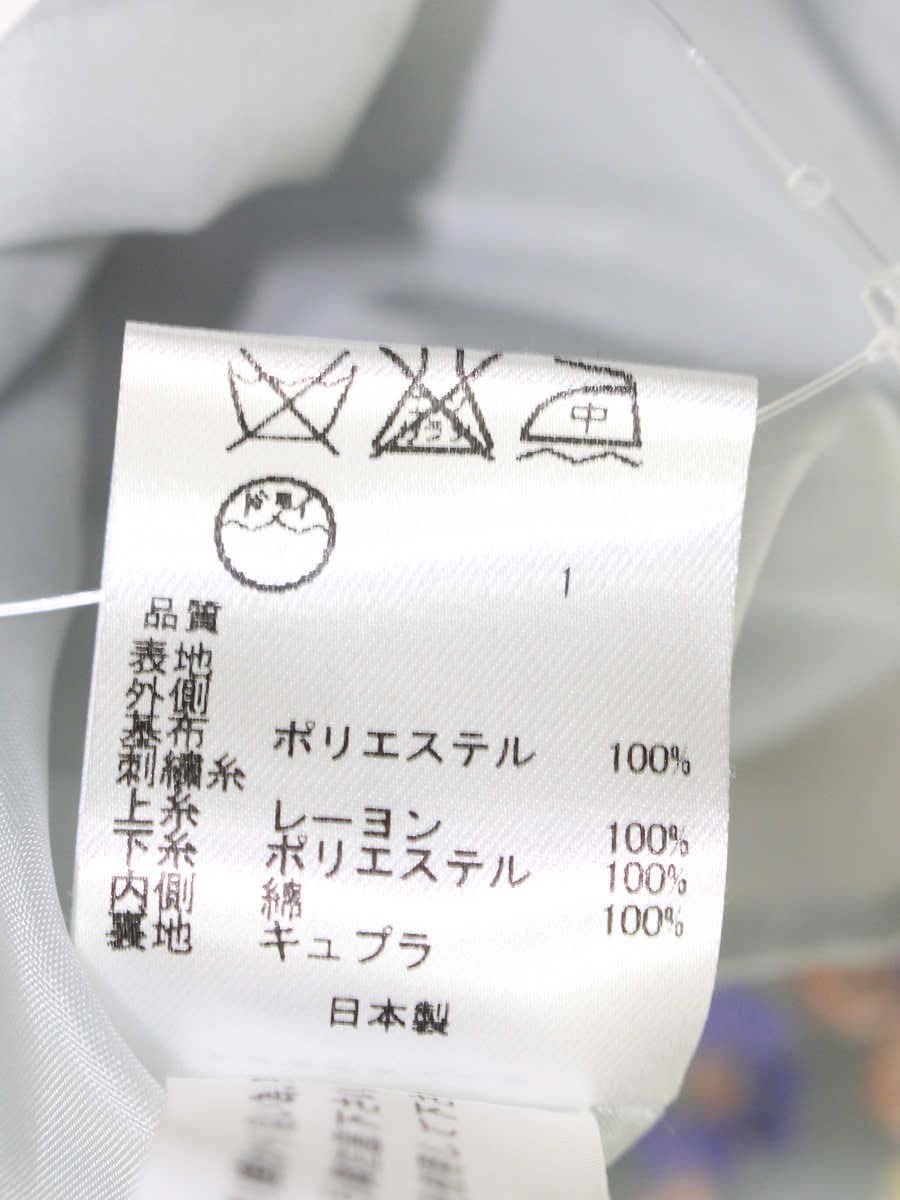 中
ドライ
1
品質
表地
外側
基布 ポリエステル 100%
刺繍糸
上糸 レーヨン 100%
下糸 ポリエステル 100%
内側 綿 100%
裏地 キュプラ
日本製